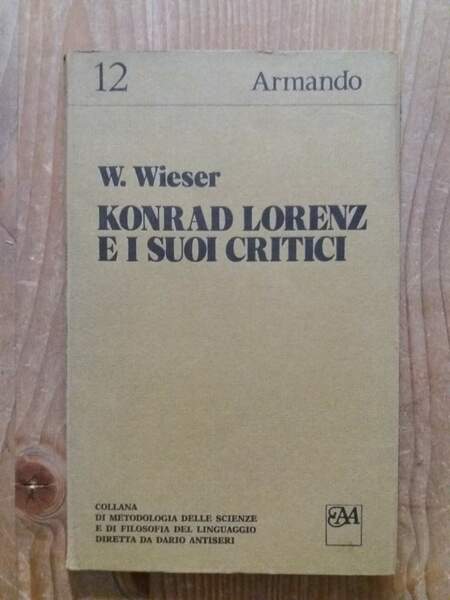 12 Armando
W. Wieser
KONRAD LORENZ
E I SUOI CRITICI
COLLANA
DI METODOLOGIA DELLE SCIENZE
E DI FILOSOFIA DEL LINGUAGGIO
DIRETTA DA DARIO ANTISERI